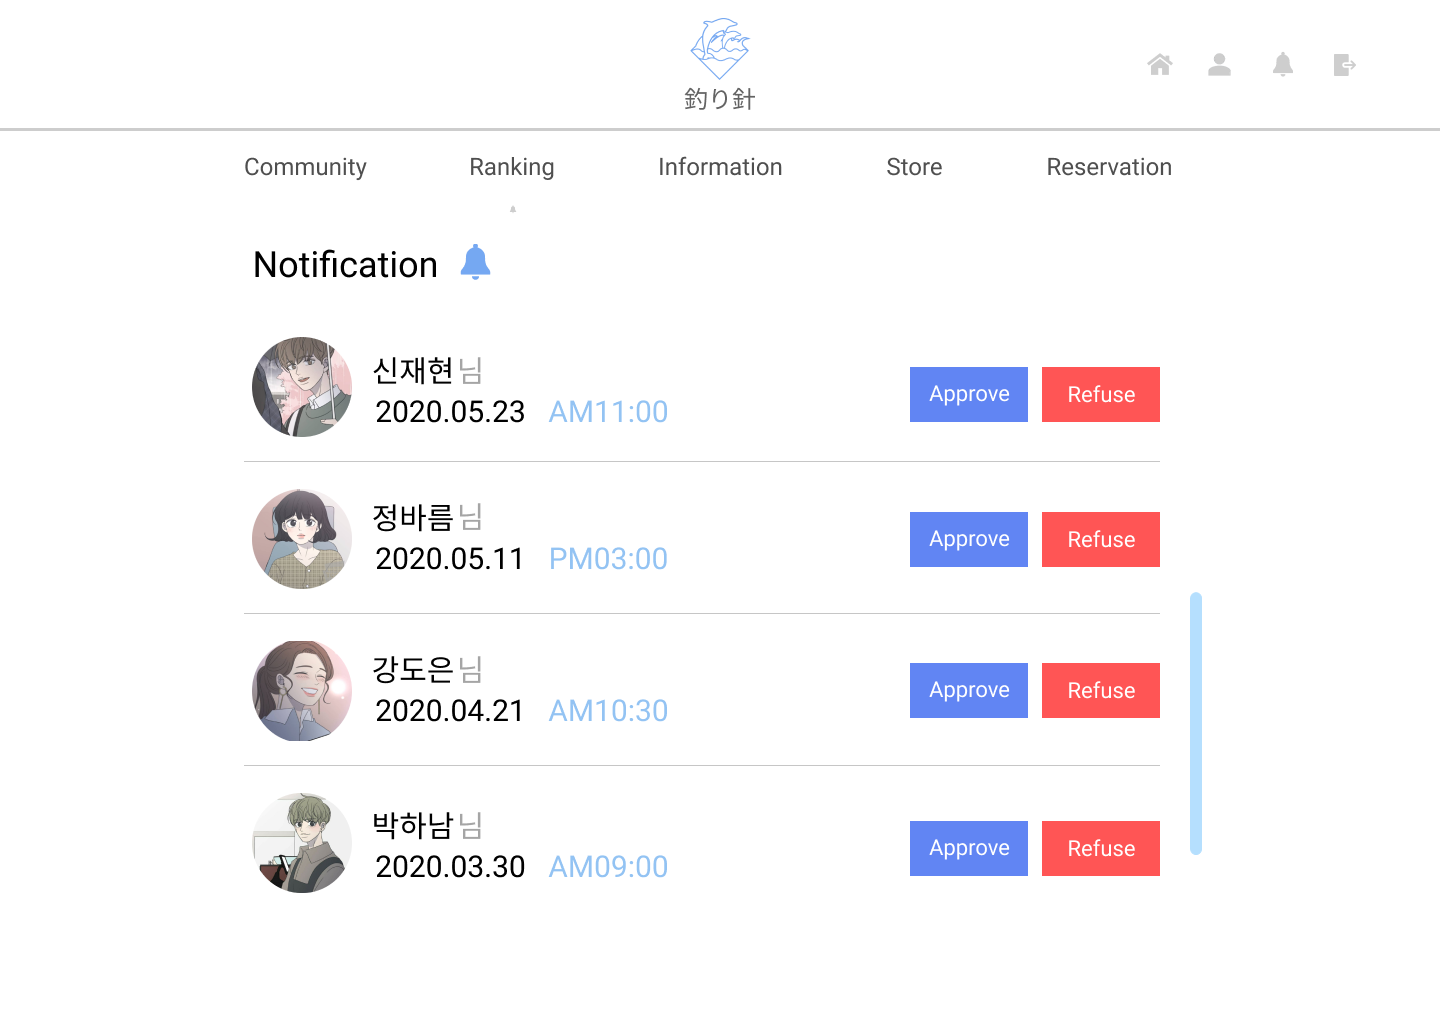 釣り針
Community Ranking Information Store Reservation
Notification
신재현님
2020.05.23 AM11:00
Approve Refuse
정바름님
2020.05.11 PM03:00
Approve Refuse
강도은님
2020.04.21 AM10:30
Approve Refuse
박하남님
2020.03.30 AM09:00
Approve Refuse